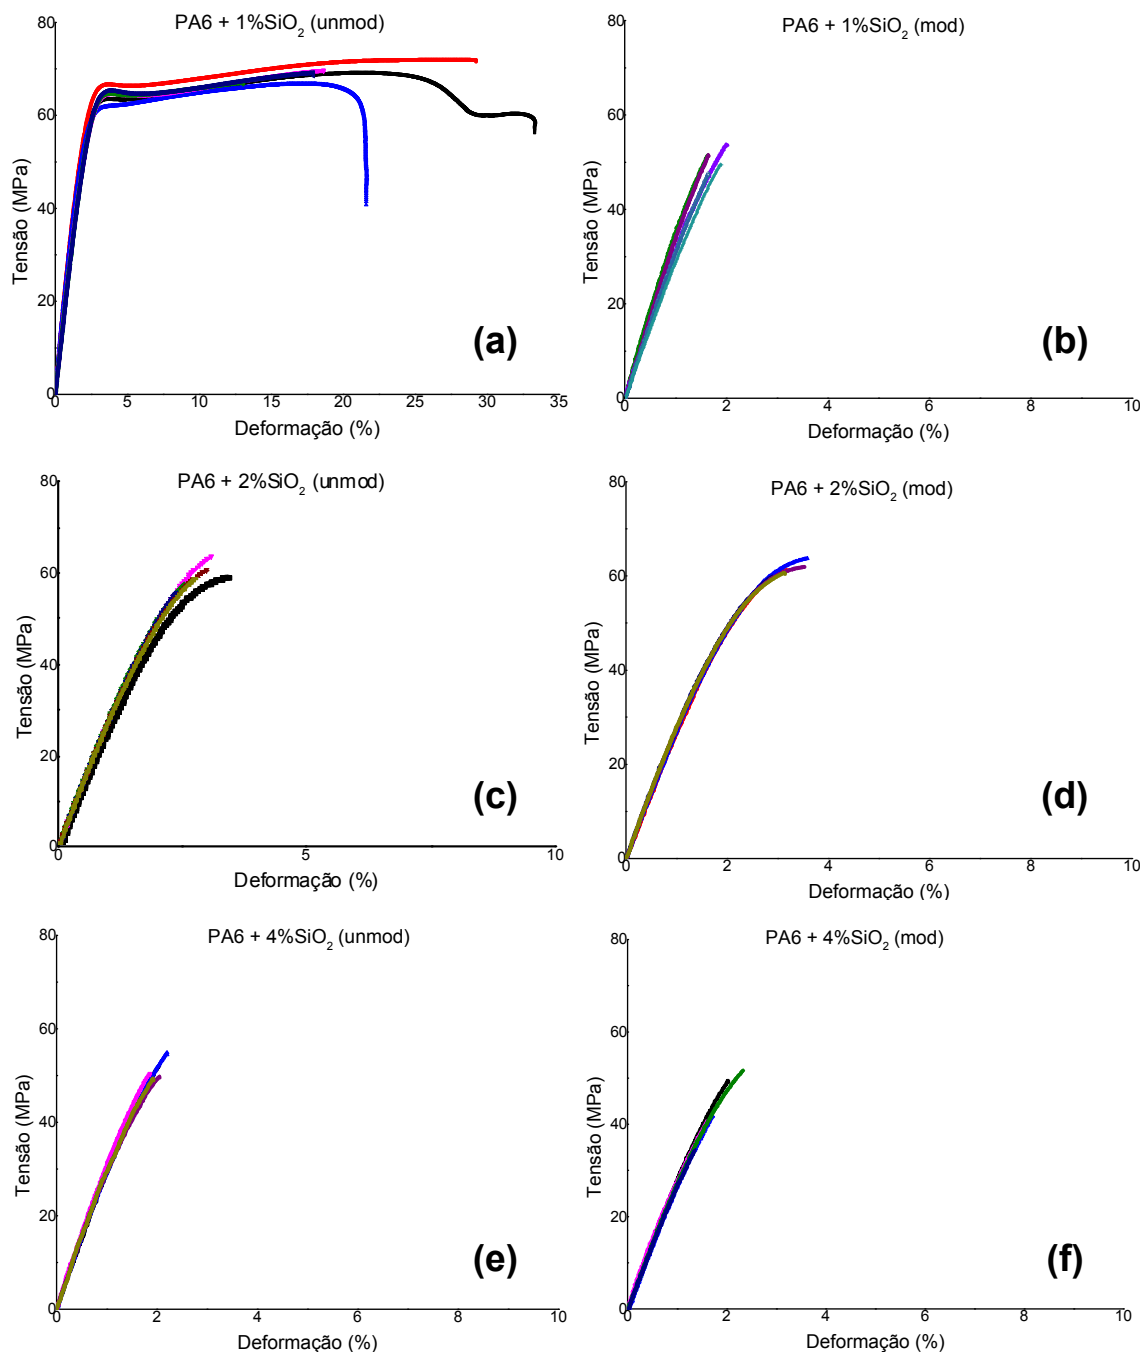 PA6 + 1%SiO2 (unmod)
80
60
40
20
0
Tensão (MPa)
0 5 10 15 20 25 30 35
Deformação (%)
(a)
PA6 + 1%SiO2 (mod)
80
60
40
20
0
Tensão (MPa)
0 2 4 6 8 10
Deformação (%)
(b)
PA6 + 2%SiO2 (unmod)
80
60
40
20
0
Tensão (MPa)
0 5 10
Deformação (%)
(c)
PA6 + 2%SiO2 (mod)
80
60
40
20
0
Tensão (MPa)
0 2 4 6 8 10
Deformação (%)
(d)
PA6 + 4%SiO2 (unmod)
80
60
40
20
0
Tensão (MPa)
0 2 4 6 8 10
Deformação (%)
(e)
PA6 + 4%SiO2 (mod)
80
60
40
20
0
Tensão (MPa)
0 2 4 6 8 10
Deformação (%)
(f)